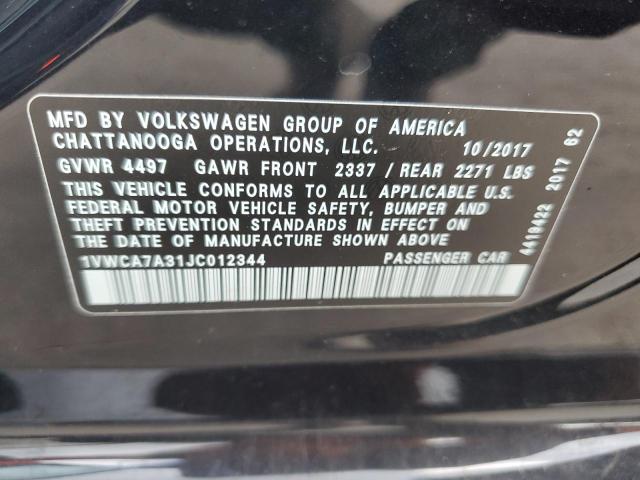 MFD BY VOLKSWAGEN GROUP OF AMERICA
CHATTANOOGA OPERATIONS, LLC. 10/2017
GVWR 4497 GAWR FRONT 2337 / REAR 2271 LBS
THIS VEHICLE CONFORMS TO ALL APPLICABLE U.S.
FEDERAL MOTOR VEHICLE SAFETY, BUMPER AND
THEFT PREVENTION STANDARDS IN EFFECT ON
THE DATE OF MANUFACTURE SHOWN ABOVE
1VWCA7A31JC012344 PASSENGER CAR
4419422 2017 62